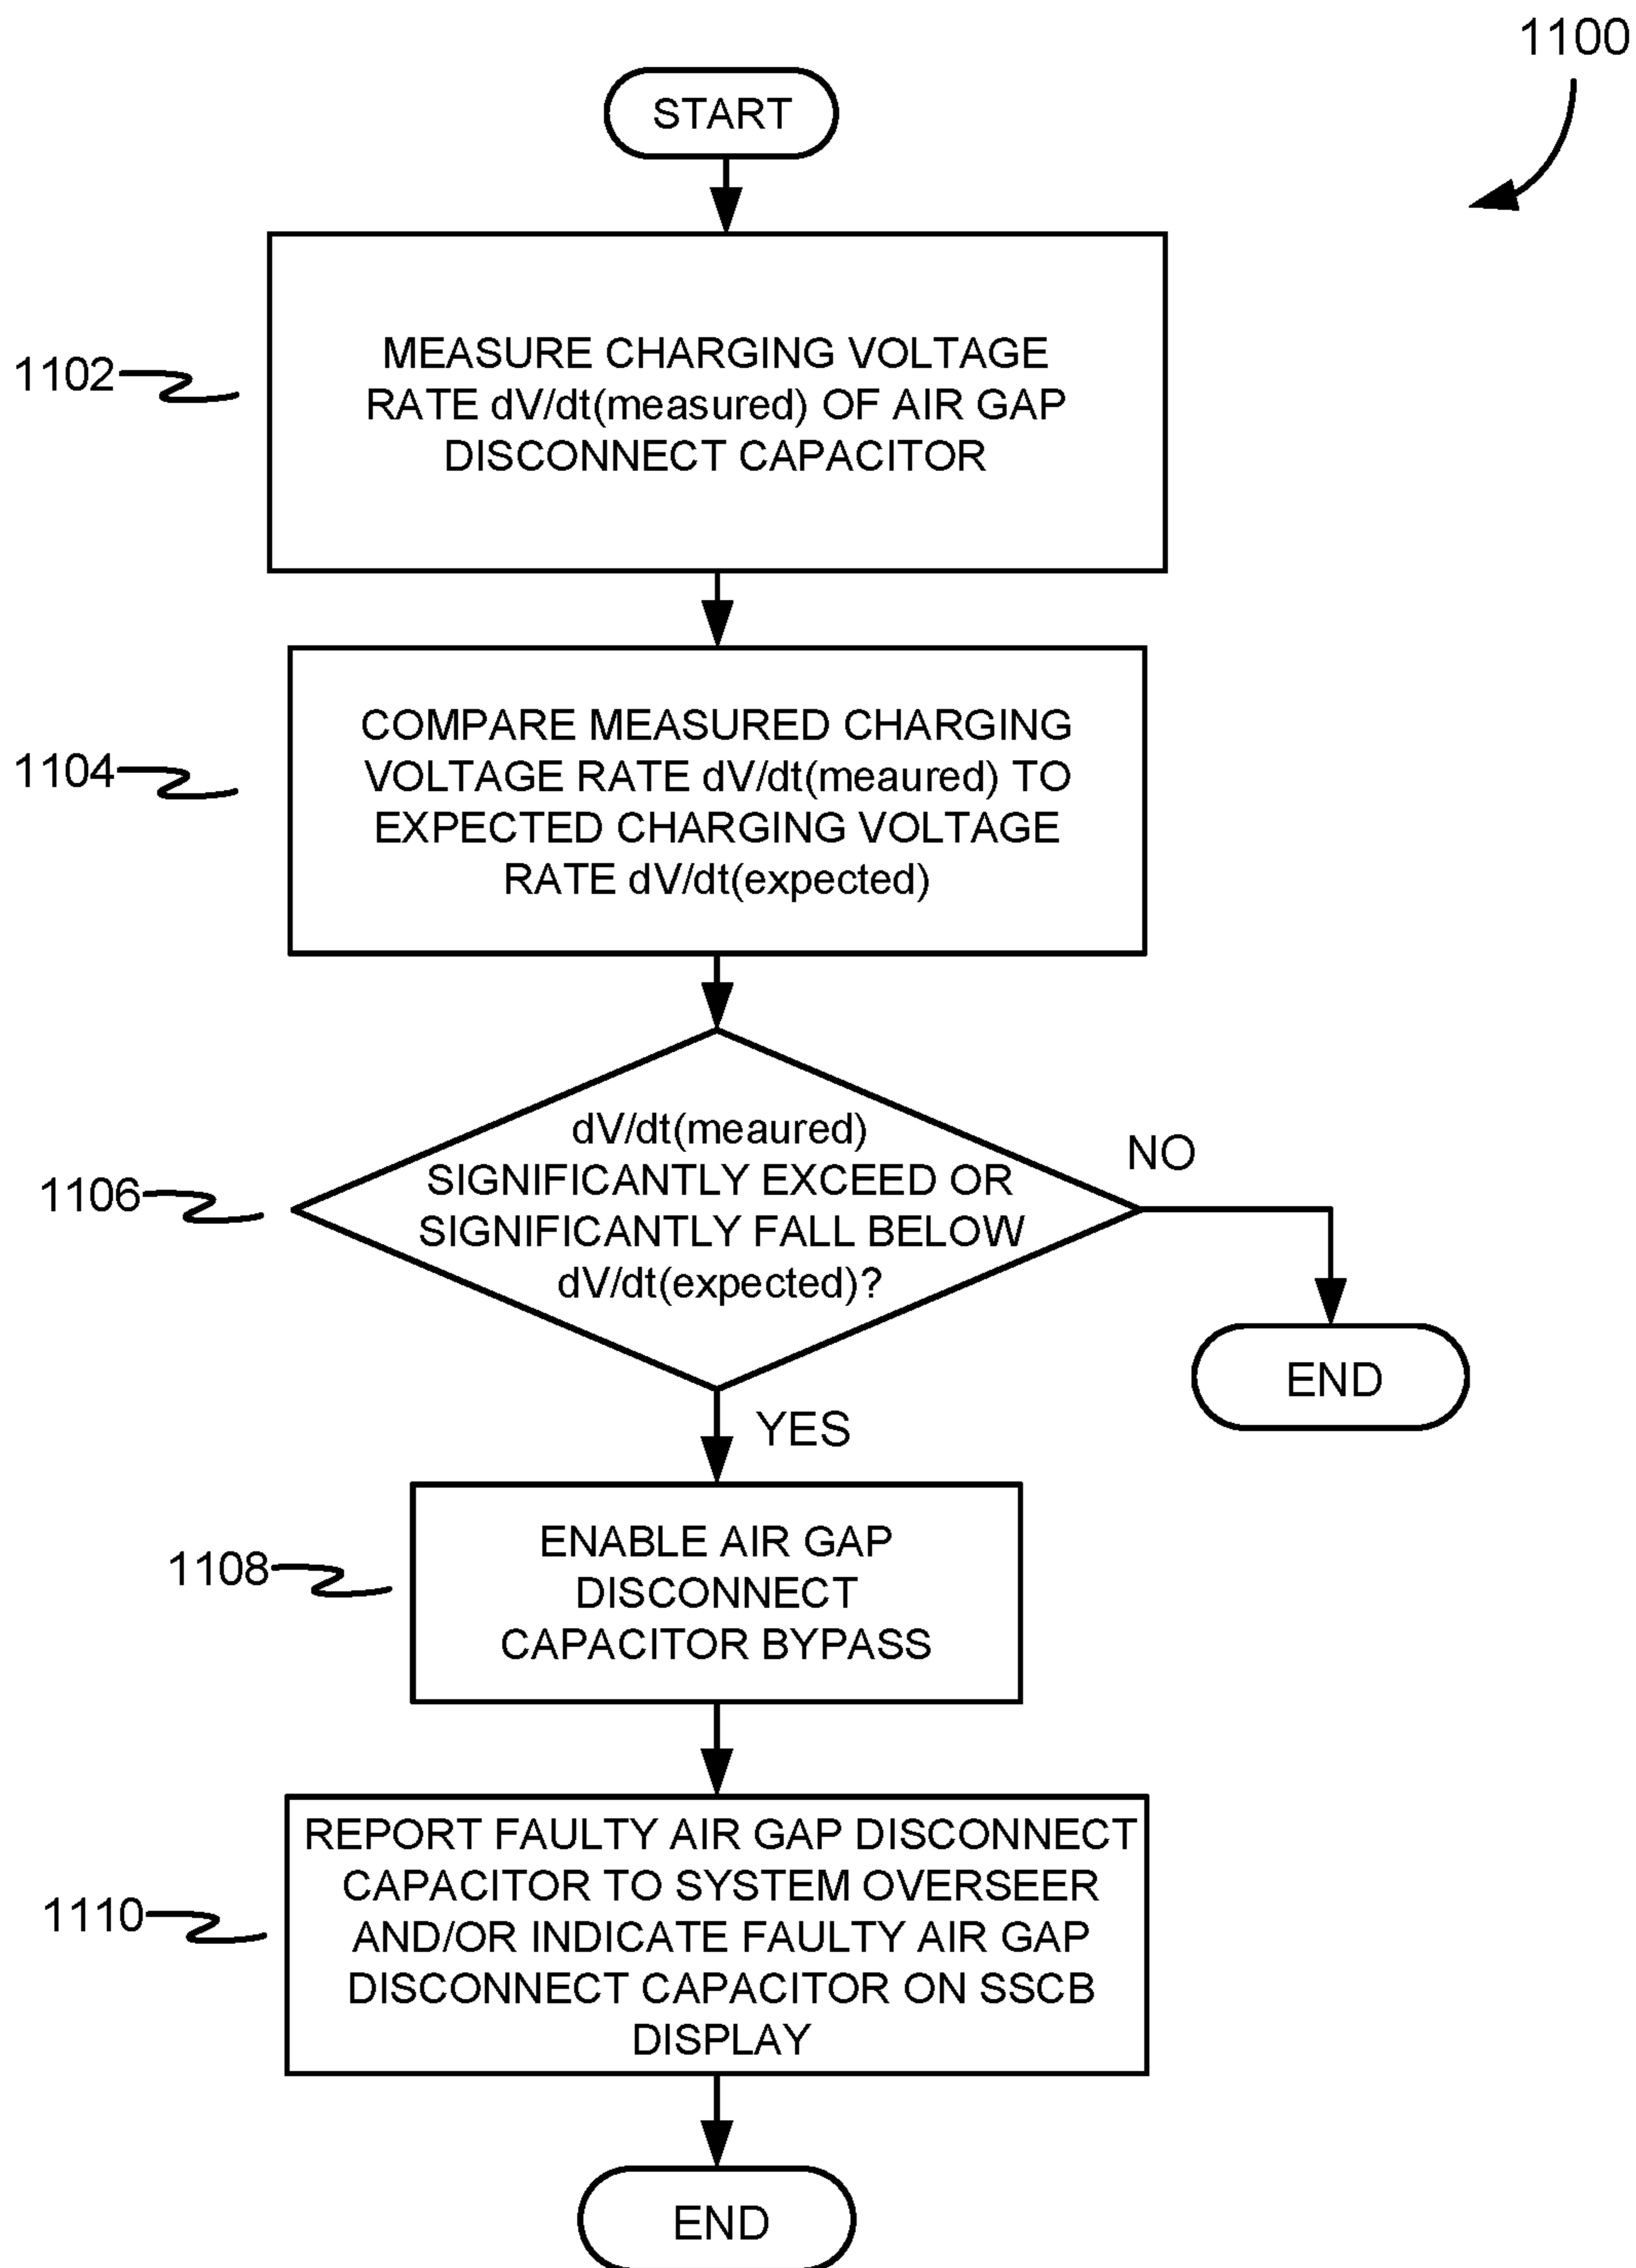 1100
START
1102
MEASURE CHARGING VOLTAGE
RATE dV/dt(measured) OF AIR GAP
DISCONNECT CAPACITOR
1104
COMPARE MEASURED CHARGING
VOLTAGE RATE dV/dt(meaured) TO
EXPECTED CHARGING VOLTAGE
RATE dV/dt(expected)
1106
dV/dt(meaured)
SIGNIFICANTLY EXCEED OR
SIGNIFICANTLY FALL BELOW
dV/dt(expected)?
NO
END
YES
1108
ENABLE AIR GAP
DISCONNECT
CAPACITOR BYPASS
1110
REPORT FAULTY AIR GAP DISCONNECT
CAPACITOR TO SYSTEM OVERSEER
AND/OR INDICATE FAULTY AIR GAP
DISCONNECT CAPACITOR ON SSCB
DISPLAY
END